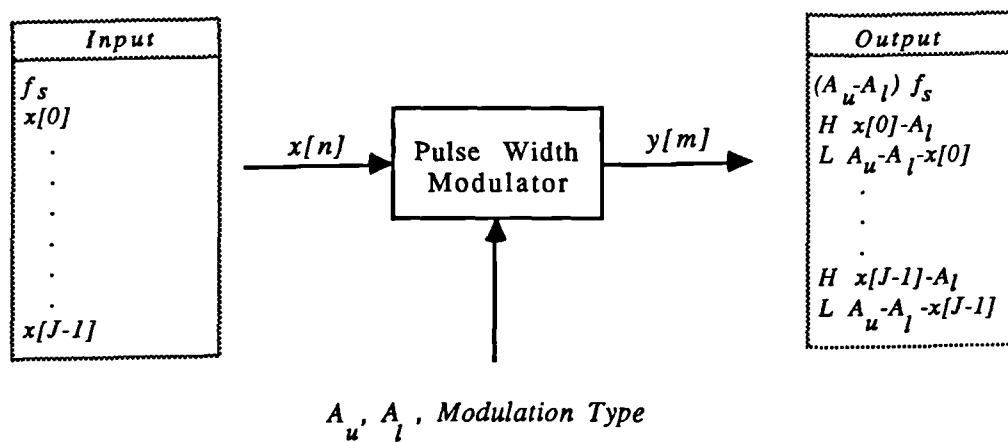 Input
f_s
x[0]
.
.
.
.
.
.
x[J-1]
x[n]
Pulse Width
Modulator
y[m]
A_u, A_l , Modulation Type
Output
(A_u-A_l) f_s
H x[0]-A_l
L A_u-A_l-x[0]
.
.
.
H x[J-1]-A_l
L A_u-A_l-x[J-1]